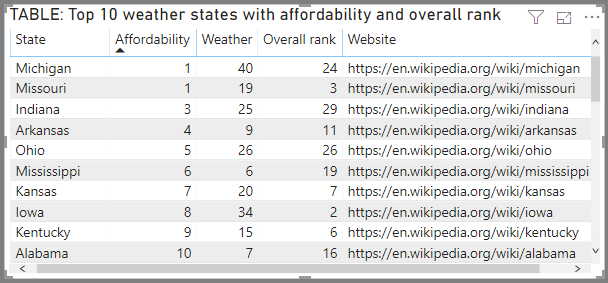 TABLE: Top 10 weather states with affordability and overall rank
State Affordability Weather Overall rank Website
Michigan 1 40 24 https://en.wikipedia.org/wiki/michigan
Missouri 1 19 3 https://en.wikipedia.org/wiki/missouri
Indiana 3 25 29 https://en.wikipedia.org/wiki/indiana
Arkansas 4 9 11 https://en.wikipedia.org/wiki/arkansas
Ohio 5 26 26 https://en.wikipedia.org/wiki/ohio
Mississippi 6 6 19 https://en.wikipedia.org/wiki/mississippi
Kansas 7 20 7 https://en.wikipedia.org/wiki/kansas
Iowa 8 34 2 https://en.wikipedia.org/wiki/iowa
Kentucky 9 15 6 https://en.wikipedia.org/wiki/kentucky
Alabama 10 7 16 https://en.wikipedia.org/wiki/alabama